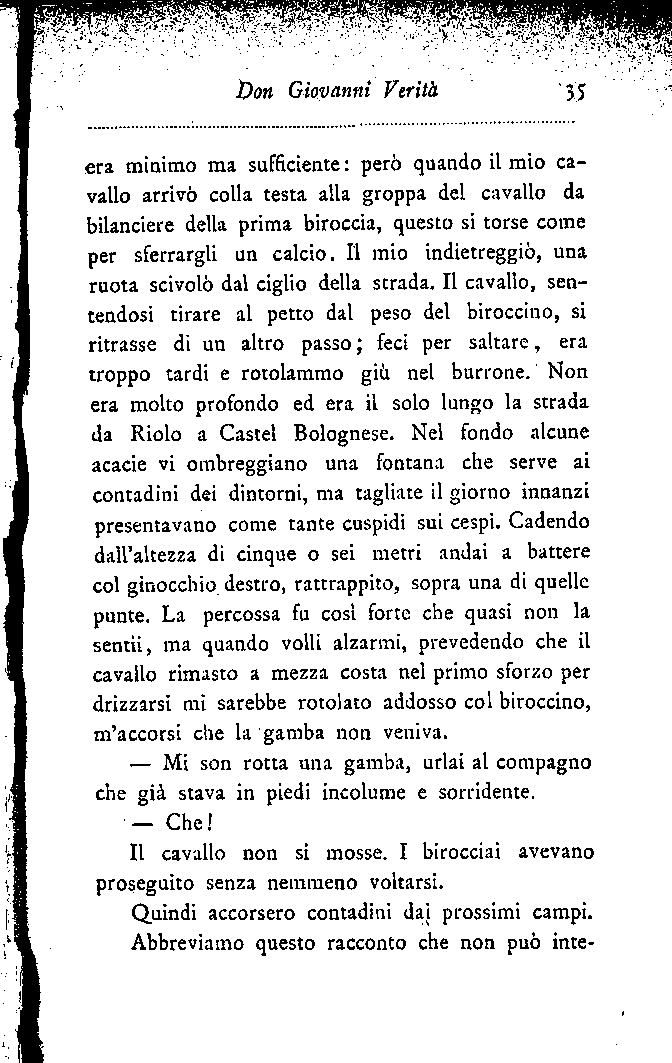 Don Giovanni Verità 35
era minimo ma sufficiente: però quando il mio ca-
vallo arrivò colla testa alla groppa del cavallo da
bilanciere della prima biroccia, questo si torse come
per sferrargli un calcio. Il mio indietreggiò, una
ruota scivolò dal ciglio della strada. Il cavallo, sen-
tendosi tirare al petto dal peso del biroccino, si
ritrasse di un altro passo; feci per saltare, era
troppo tardi e rotolammo giù nel burrone. Non
era molto profondo ed era il solo lungo la strada
da Riolo a Castel Bolognese. Nel fondo alcune
acacie vi ombreggiano una fontana che serve ai
contadini dei dintorni, ma tagliate il giorno innanzi
presentavano come tante cuspidi sui cespi. Cadendo
dall'altezza di cinque o sei metri andai a battere
col ginocchio destro, rattrappito, sopra una di quelle
punte. La percossa fu così forte che quasi non la
sentii, ma quando volli alzarmi, prevedendo che il
cavallo rimasto a mezza costa nel primo sforzo per
drizzarsi mi sarebbe rotolato addosso col biroccino,
m'accorsi che la gamba non veniva.
— Mi son rotta una gamba, urlai al compagno
che già stava in piedi incolume e sorridente.
— Che!
Il cavallo non si mosse. I birocciai avevano
proseguito senza nemmeno voltarsi.
Quindi accorsero contadini dai prossimi campi.
Abbreviamo questo racconto che non può inte-